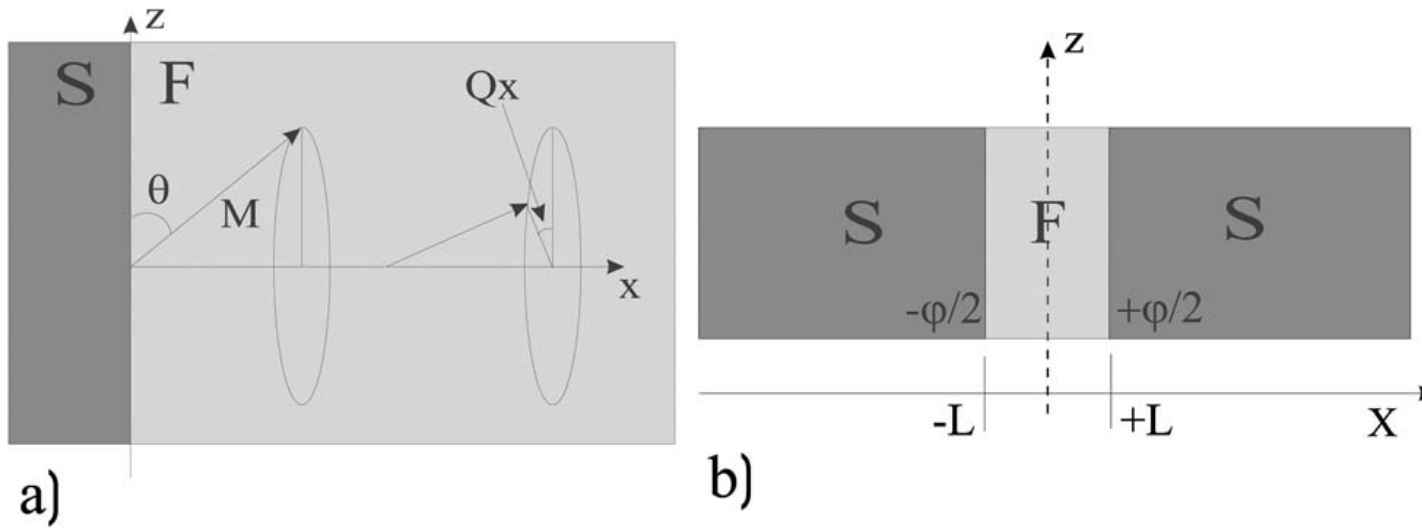 z
S F
Qx
θ
M
x
a)
z
S F S
-φ/2 +φ/2
-L +L X
b)